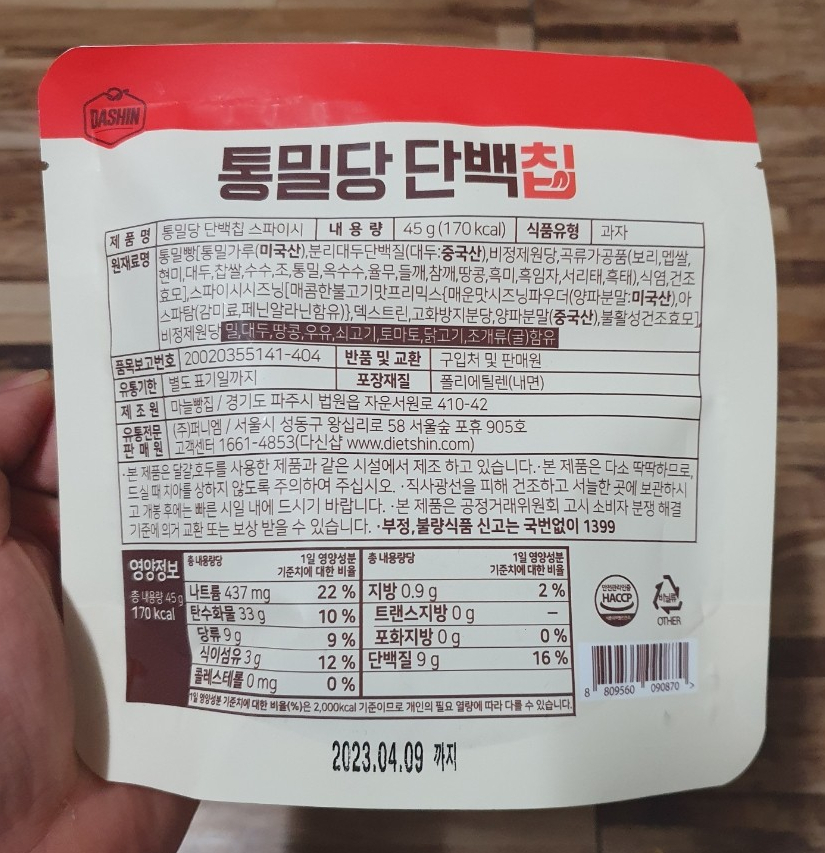 DASHIN
통밀당 단백칩
제 품 명 통밀당 단백칩 스파이시 내 용 량 45 g (170 kcal) 식품유형 과자
원재료명 통밀빵[통밀가루(미국산),분리대두단백질(대두:중국산),비정제원당,곡류가공품(보리,멥쌀,
현미,대두,찹쌀,수수,조,통밀,옥수수,율무,들깨,참깨,땅콩,흑미,흑임자,서리태,흑태),식염,건조
효모],스파이시시즈닝[매콤한불고기맛프리믹스{매운맛시즈닝파우더(양파분말:미국산),아
스파탐(감미료,페닐알라닌함유)},덱스트린,고화방지분당,양파분말(중국산),불활성건조효모],
비정제원당 밀,대두,땅콩,우유,쇠고기,토마토,닭고기,조개류(굴)함유
품목보고번호 20020355141-404 반품 및 교환 구입처 및 판매원
유통기한 별도 표기일까지 포장재질 폴리에틸렌(내면)
제 조 원 마늘빵짐 / 경기도 파주시 법원읍 자운서원로 410-42
유통전문 (주)퍼니엠 / 서울시 성동구 왕십리로 58 서울숲 포휴 905호
판 매 원 고객센터 1661-4853(다신샵 www.dietshin.com)
·본 제품은 달걀,호두를 사용한 제품과 같은 시설에서 제조 하고 있습니다.·본 제품은 다소 딱딱하므로,
드실 때 치아를 상하지 않도록 주의하여 주십시오. ·직사광선을 피해 건조하고 서늘한 곳에 보관하시
고 개봉 후에는 빠른 시일 내에 드시기 바랍니다. ·본 제품은 공정거래위원회 고시 소비자 분쟁 해결
기준에 의거 교환 또는 보상 받을 수 있습니다. ·부정,불량식품 신고는 국번없이 1399
영양정보
총 내용량 45 g
170 kcal
총 내용량당 1일 영양성분
기준치에 대한 비율
나트륨 437 mg 22 %
탄수화물 33 g 10 %
당류 9 g 9 %
식이섬유 3 g 12 %
콜레스테롤 0 mg 0 %
총 내용량당 1일 영양성분
기준치에 대한 비율
지방 0.9 g 2 %
트랜스지방 0 g –
포화지방 0 g 0 %
단백질 9 g 16 %
1일 영양성분 기준치에 대한 비율(%)은 2,000kcal 기준이므로 개인의 필요 열량에 따라 다를 수 있습니다.
안전관리인증
HACCP
비닐류
OTHER
8 809560 090870 >
2023.04.09 까지